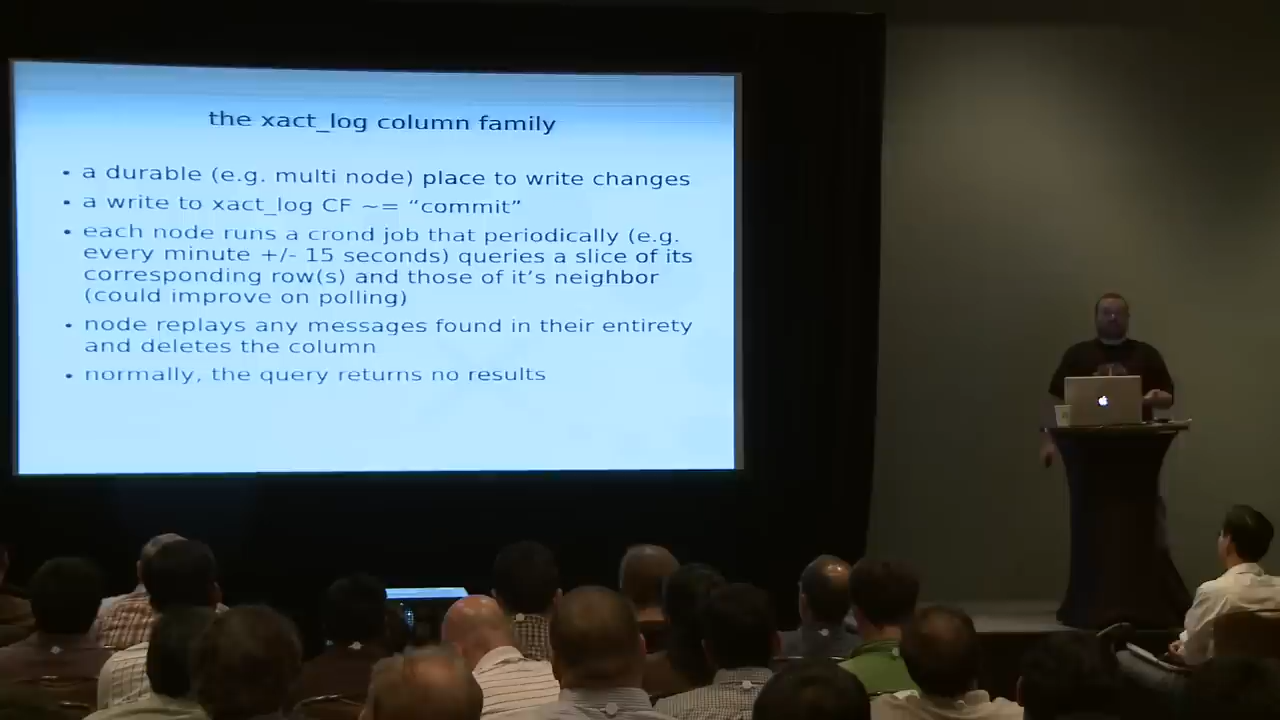 the xact_log column family
• a durable (e.g. multi node) place to write changes
• a write to xact_log CF ~= “commit”
• each node runs a crond job that periodically (e.g.
every minute +/- 15 seconds) queries a slice of its
corresponding row(s) and those of it’s neighbor
(could improve on polling)
• node replays any messages found in their entirety
and deletes the column
• normally, the query returns no results